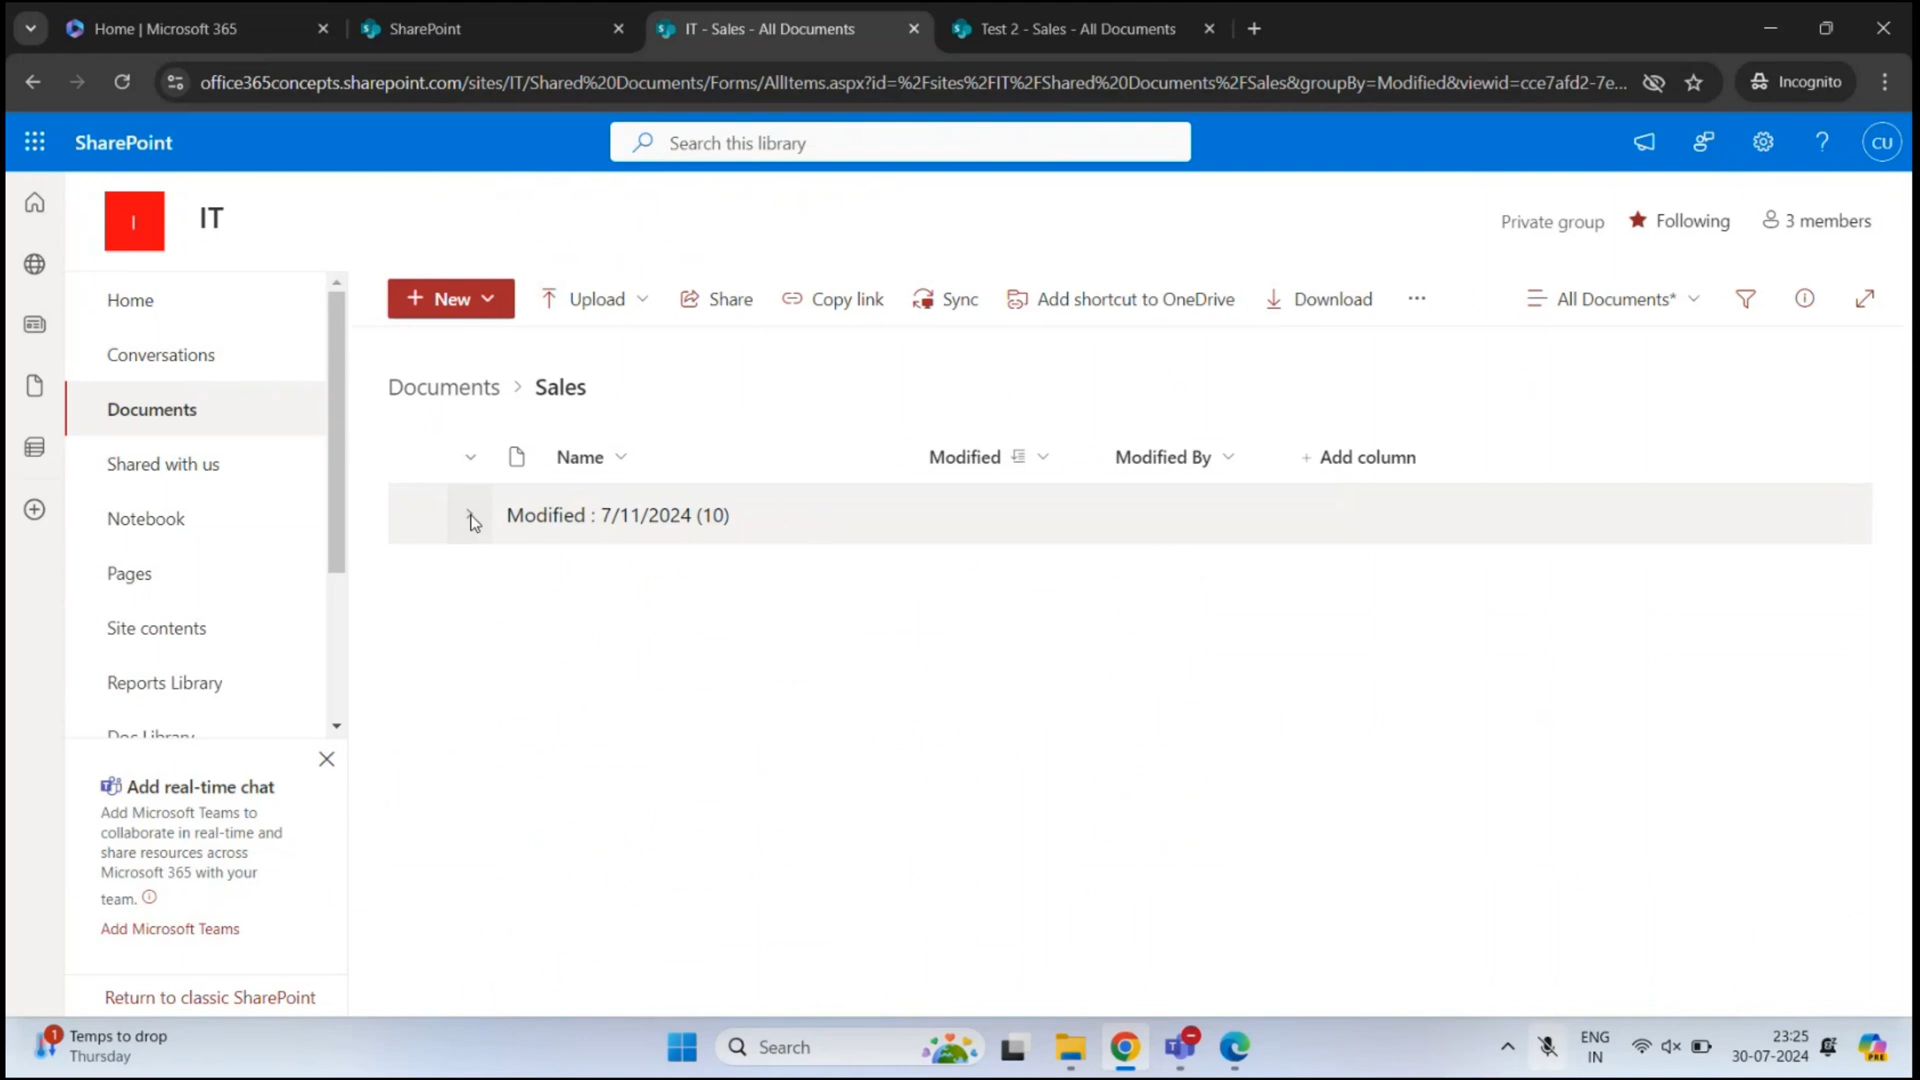 Home | Microsoft 365
SharePoint
IT - Sales - All Documents
Test 2 - Sales - All Documents
office365concepts.sharepoint.com/sites/IT/Shared%20Documents/Forms/AllItems.aspx?id=%2Fsites%2FIT%2FShared%20Documents%2FSales&groupBy=Modified&viewid=cce7afd2-7e...
Incognito
SharePoint
Search this library
CU
I
IT
Private group
Following
3 members
Home
Conversations
Documents
Shared with us
Notebook
Pages
Site contents
Reports Library
Doc Library
+ New
Upload
Share
Copy link
Sync
Add shortcut to OneDrive
Download
...
All Documents*
Documents > Sales
Name
Modified
Modified By
+ Add column
Modified : 7/11/2024 (10)
Add real-time chat
Add Microsoft Teams to
collaborate in real-time and
share resources across
Microsoft 365 with your
team.
Add Microsoft Teams
Return to classic SharePoint
1
Temps to drop
Thursday
Search
ENG
IN
23:25
30-07-2024
PRE